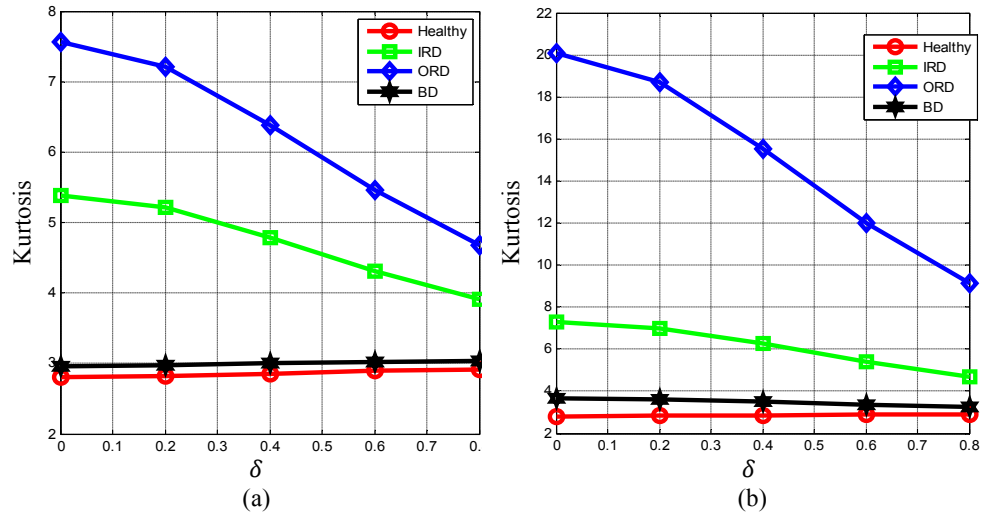 8
7
6
5
4
3
2
Kurtosis
0 0.1 0.2 0.3 0.4 0.5 0.6 0.7 0.
δ
(a)
Healthy
IRD
ORD
BD
22
20
18
16
14
12
10
8
6
4
2
Kurtosis
0 0.1 0.2 0.3 0.4 0.5 0.6 0.7 0.8
δ
(b)
Healthy
IRD
ORD
BD